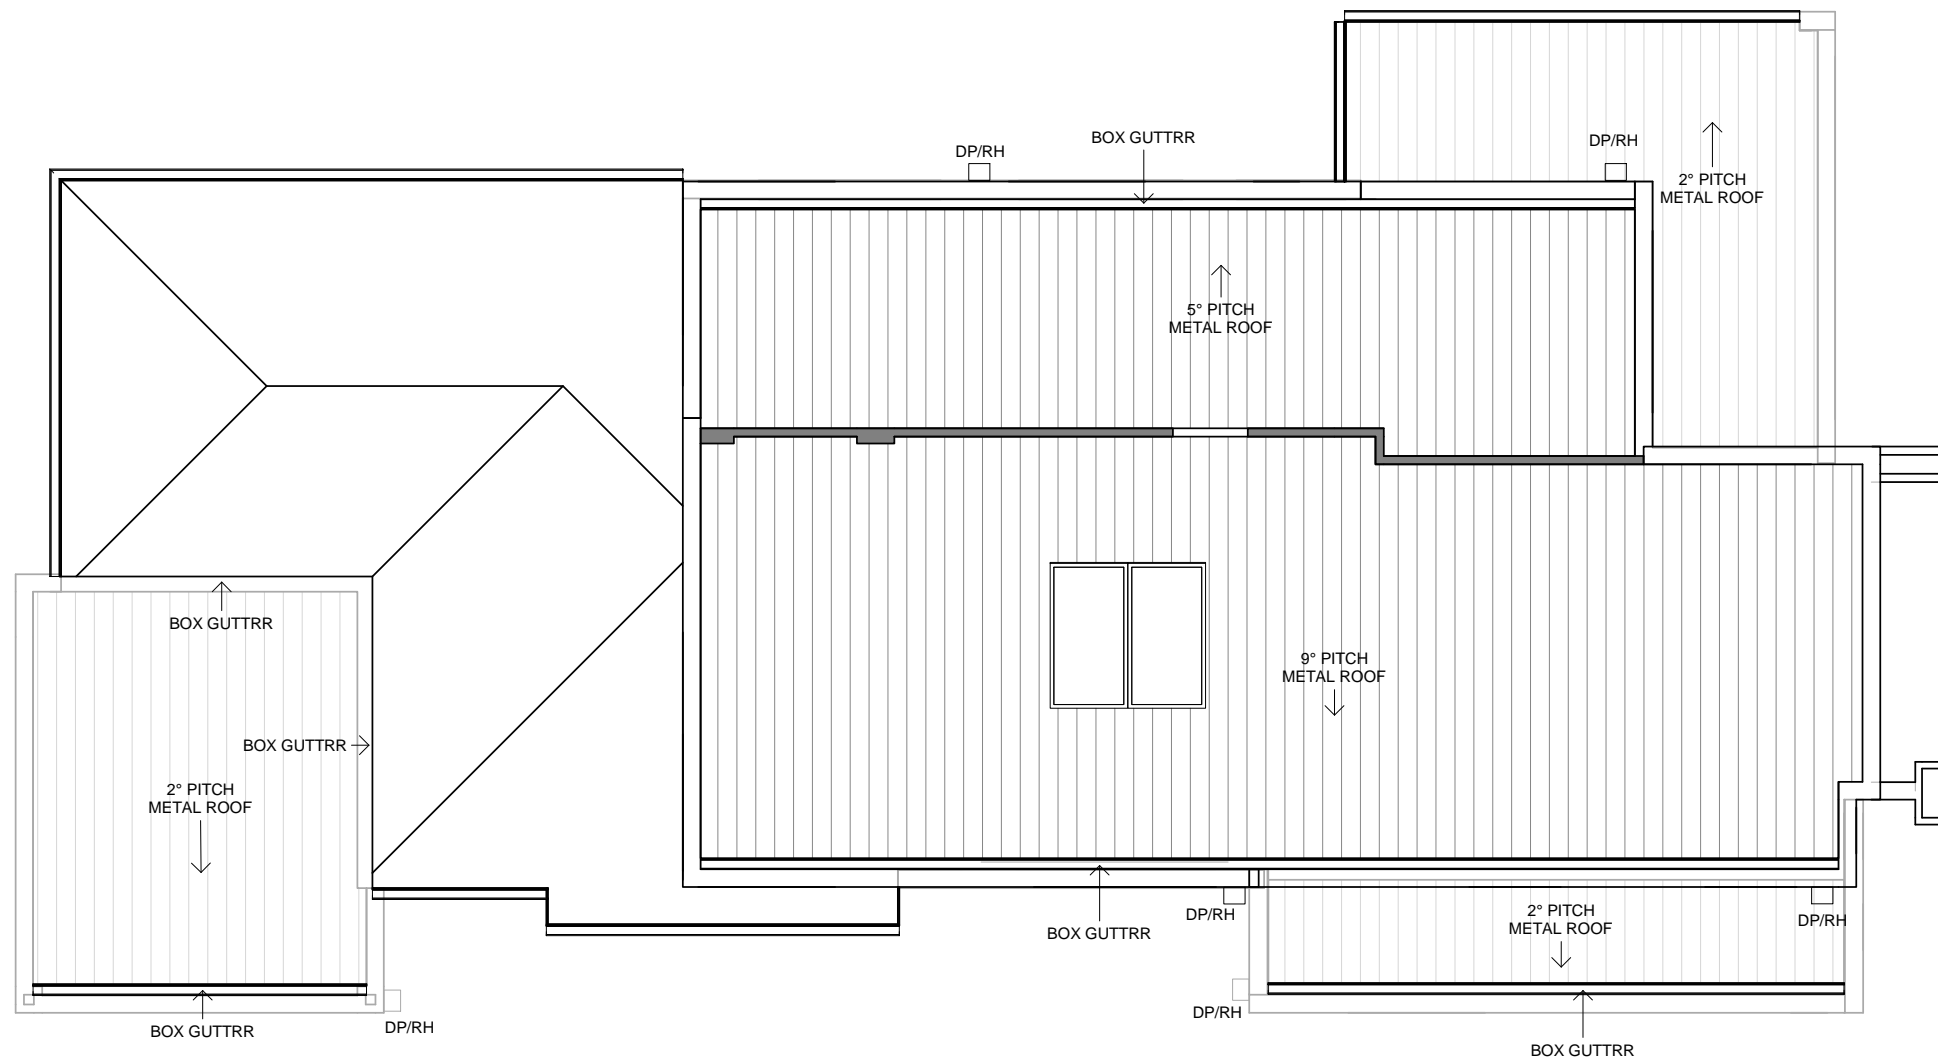 BOX GUTTRR
DP/RH
DP/RH
2° PITCH
METAL ROOF
5° PITCH
METAL ROOF
BOX GUTTRR
9° PITCH
METAL ROOF
BOX GUTTRR
2° PITCH
METAL ROOF
DP/RH
2° PITCH
METAL ROOF
DP/RH
BOX GUTTRR
DP/RH
DP/RH
BOX GUTTRR
BOX GUTTRR